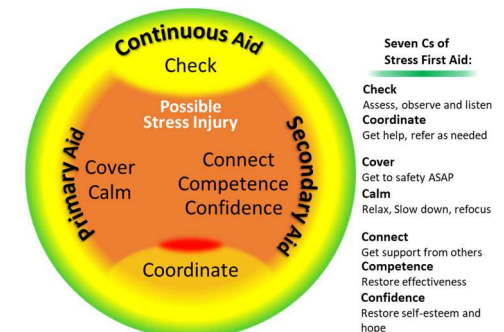 Continuous Aid
Check
Possible
Stress Injury
Primary Aid
Cover
Calm
Secondary Aid
Connect
Competence
Confidence
Coordinate
Seven Cs of
Stress First Aid:
Check
Assess, observe and listen
Coordinate
Get help, refer as needed
Cover
Get to safety ASAP
Calm
Relax, Slow down, refocus
Connect
Get support from others
Competence
Restore effectiveness
Confidence
Restore self-esteem and
hope